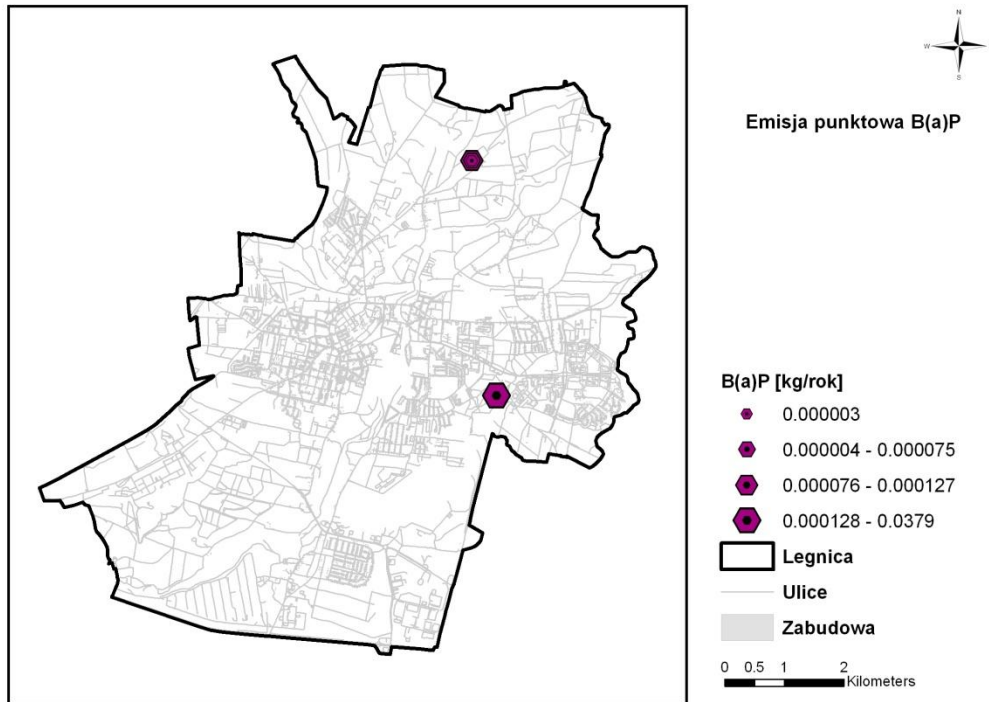 N
W
S
Emisja punktowa B(a)P
B(a)P [kg/rok]
0.000003
0.000004 - 0.000075
0.000076 - 0.000127
0.000128 - 0.0379
Legnica
Ulice
Zabudowa
0 0.5 1 2
Kilometers